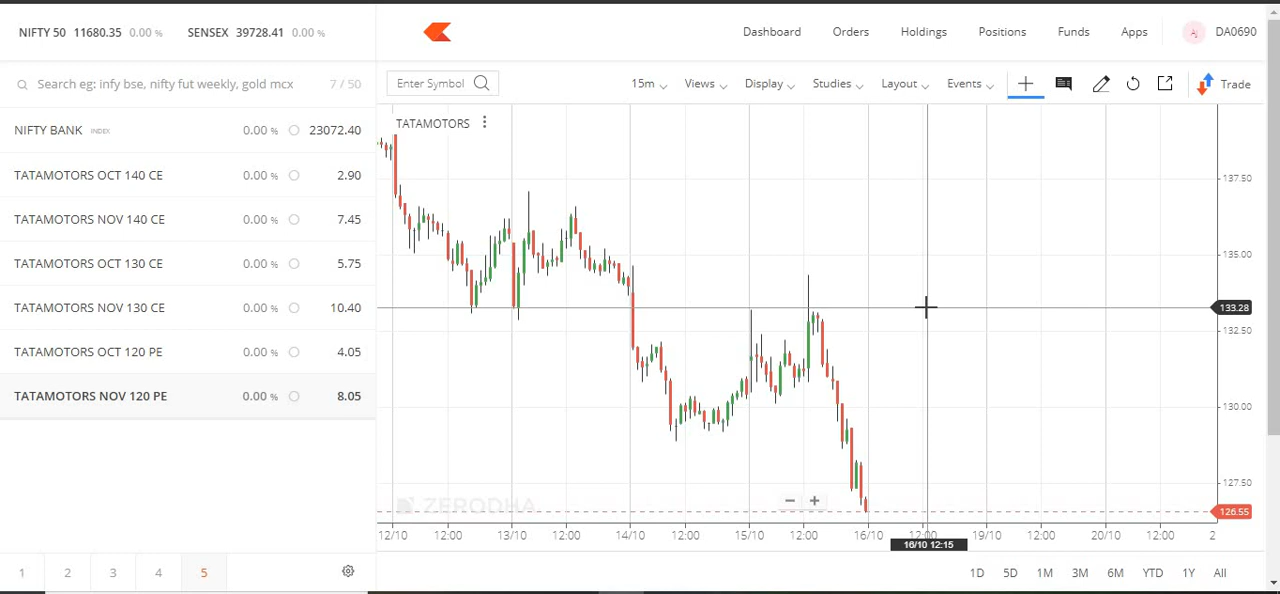 NIFTY 50 11680.35 0.00 % SENSEX 39728.41 0.00 %
Dashboard Orders Holdings Positions Funds Apps Aj DA0690
Search eg: infy bse, nifty fut weekly, gold mcx 7 / 50
Enter Symbol 15m Views Display Studies Layout Events Trade
NIFTY BANK INDEX 0.00 % 23072.40
TATAMOTORS OCT 140 CE 0.00 % 2.90
TATAMOTORS NOV 140 CE 0.00 % 7.45
TATAMOTORS OCT 130 CE 0.00 % 5.75
TATAMOTORS NOV 130 CE 0.00 % 10.40
TATAMOTORS OCT 120 PE 0.00 % 4.05
TATAMOTORS NOV 120 PE 0.00 % 8.05
1 2 3 4 5
TATAMOTORS
137.50
135.00
133.28
132.50
130.00
127.50
126.55
ZERODHA
12/10 12:00 13/10 12:00 14/10 12:00 15/10 12:00 16/10 12:00 19/10 12:00 20/10 12:00 2
16/10 12:15
1D 5D 1M 3M 6M YTD 1Y All